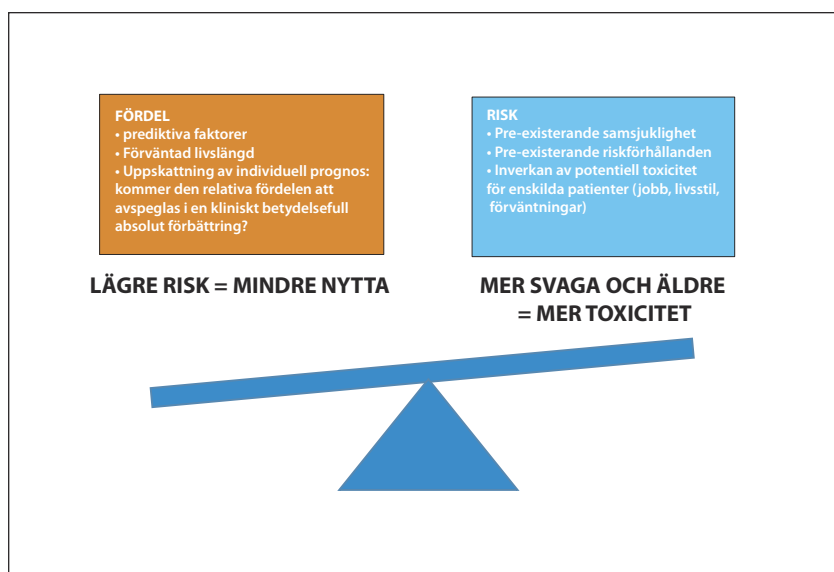 FÖRDEL
• prediktiva faktorer
• Förväntad livslängd
• Uppskattning av individuell prognos:
kommer den relativa fördelen att
avspeglas i en kliniskt betydelsefull
absolut förbättring?
LÄGRE RISK = MINDRE NYTTA
RISK
• Pre-existerande samsjuklighet
• Pre-existerande riskförhållanden
• Inverkan av potentiell toxicitet
för enskilda patienter (jobb, livsstil,
förväntningar)
MER SVAGA OCH ÄLDRE
= MER TOXICITET